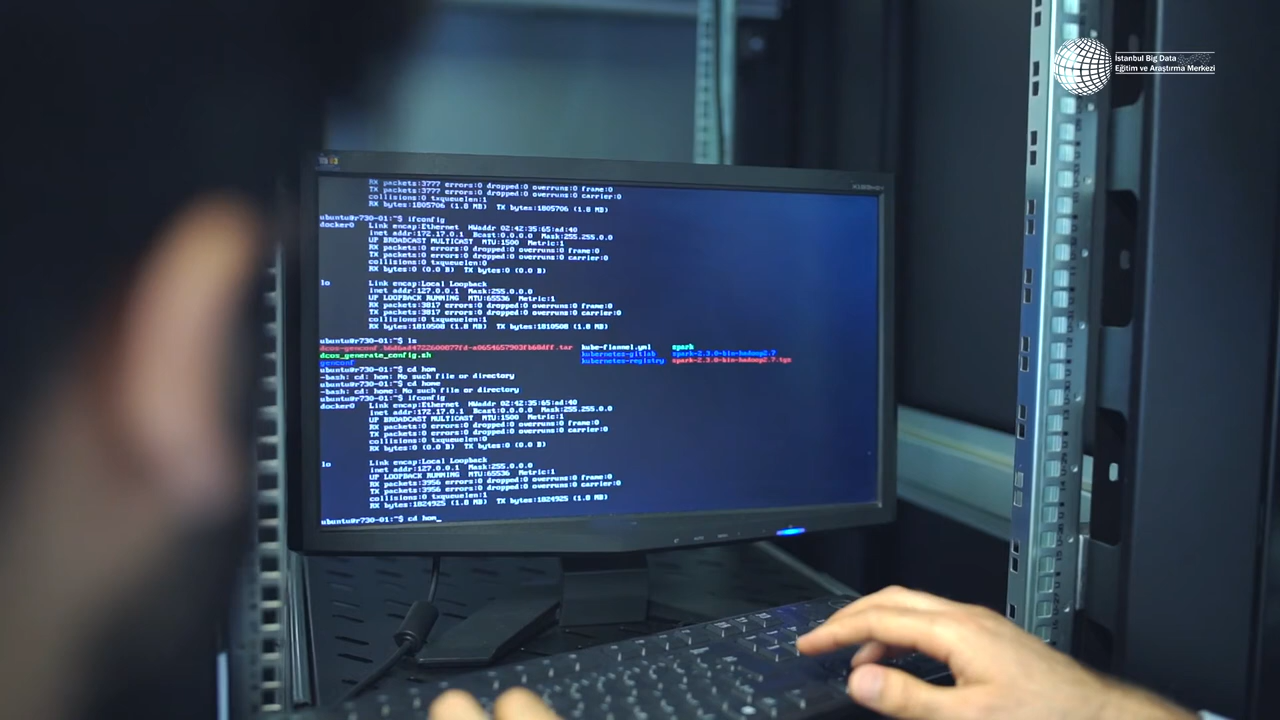 İstanbul Big Data
Eğitim ve Araştırma Merkezi
RX packets:3777 errors:0 dropped:0 overruns:0 frame:0
TX packets:3777 errors:0 dropped:0 overruns:0 carrier:0
collisions:0 txqueuelen:1
RX bytes:1805706 (1.8 MB) TX bytes:1805706 (1.8 MB)
ubuntu@r730-01:~$ ifconfig
docker0 Link encap:Ethernet HWaddr 02:42:35:65:ad:40
inet addr:172.17.0.1 Bcast:0.0.0.0 Mask:255.255.0.0
UP BROADCAST MULTICAST MTU:1500 Metric:1
RX packets:0 errors:0 dropped:0 overruns:0 frame:0
TX packets:0 errors:0 dropped:0 overruns:0 carrier:0
collisions:0 txqueuelen:0
RX bytes:0 (0.0 B) TX bytes:0 (0.0 B)
lo Link encap:Local Loopback
inet addr:127.0.0.1 Mask:255.0.0.0
UP LOOPBACK RUNNING MTU:65536 Metric:1
RX packets:3817 errors:0 dropped:0 overruns:0 frame:0
TX packets:3817 errors:0 dropped:0 overruns:0 carrier:0
collisions:0 txqueuelen:1
RX bytes:1810508 (1.8 MB) TX bytes:1810508 (1.8 MB)
ubuntu@r730-01:~$ ls
kube-flannel.yml spark
dcos_generate_config.sh kubernetes-gitlab spark-2.3.0-bin-hadoop2.7
genconf kubernetes-registry spark-2.3.0-bin-hadoop2.7.tgz
ubuntu@r730-01:~$ cd hom
-bash: cd: hom: No such file or directory
ubuntu@r730-01:~$ cd home
-bash: cd: home: No such file or directory
ubuntu@r730-01:~$ ifconfig
docker0 Link encap:Ethernet HWaddr 02:42:35:65:ad:40
inet addr:172.17.0.1 Bcast:0.0.0.0 Mask:255.255.0.0
UP BROADCAST MULTICAST MTU:1500 Metric:1
RX packets:0 errors:0 dropped:0 overruns:0 frame:0
TX packets:0 errors:0 dropped:0 overruns:0 carrier:0
collisions:0 txqueuelen:0
RX bytes:0 (0.0 B) TX bytes:0 (0.0 B)
lo Link encap:Local Loopback
inet addr:127.0.0.1 Mask:255.0.0.0
UP LOOPBACK RUNNING MTU:65536 Metric:1
RX packets:3956 errors:0 dropped:0 overruns:0 frame:0
TX packets:3956 errors:0 dropped:0 overruns:0 carrier:0
collisions:0 txqueuelen:1
RX bytes:1824925 (1.8 MB) TX bytes:1824925 (1.8 MB)
ubuntu@r730-01:~$ cd hom_